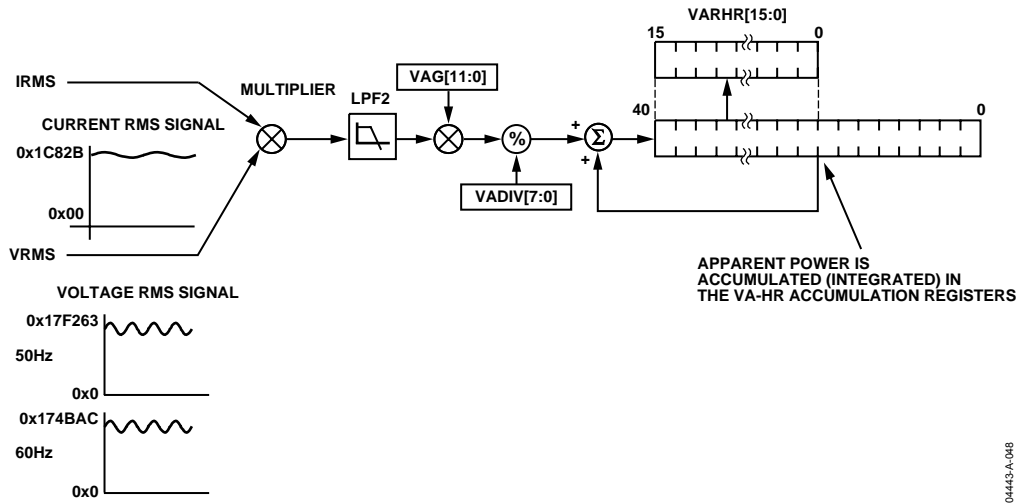 VARHR[15:0]
15 0
IRMS
MULTIPLIER
VAG[11:0]
LPF2
CURRENT RMS SIGNAL
40 0
0x1C82B
%
+
Σ
+
VADIV[7:0]
0x00
VRMS
APPARENT POWER IS
ACCUMULATED (INTEGRATED) IN
THE VA-HR ACCUMULATION REGISTERS
VOLTAGE RMS SIGNAL
0x17F263
50Hz
0x0
0x174BAC
60Hz
0x0
04443-A-048